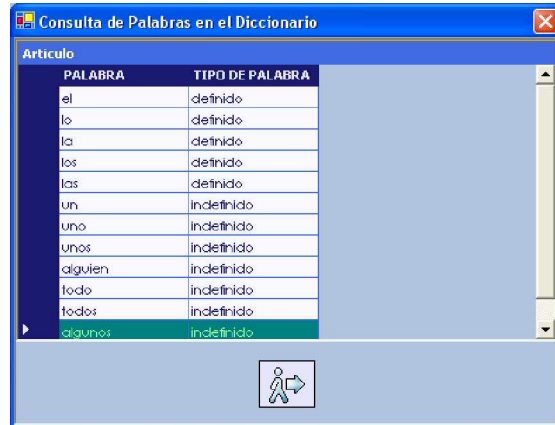 Consulta de Palabras en el Diccionario
Articulo
PALABRA TIPO DE PALABRA
el definido
lo definido
la definido
los definido
las definido
un indefinido
uno indefinido
unos indefinido
alguien indefinido
todo indefinido
todos indefinido
algunos indefinido